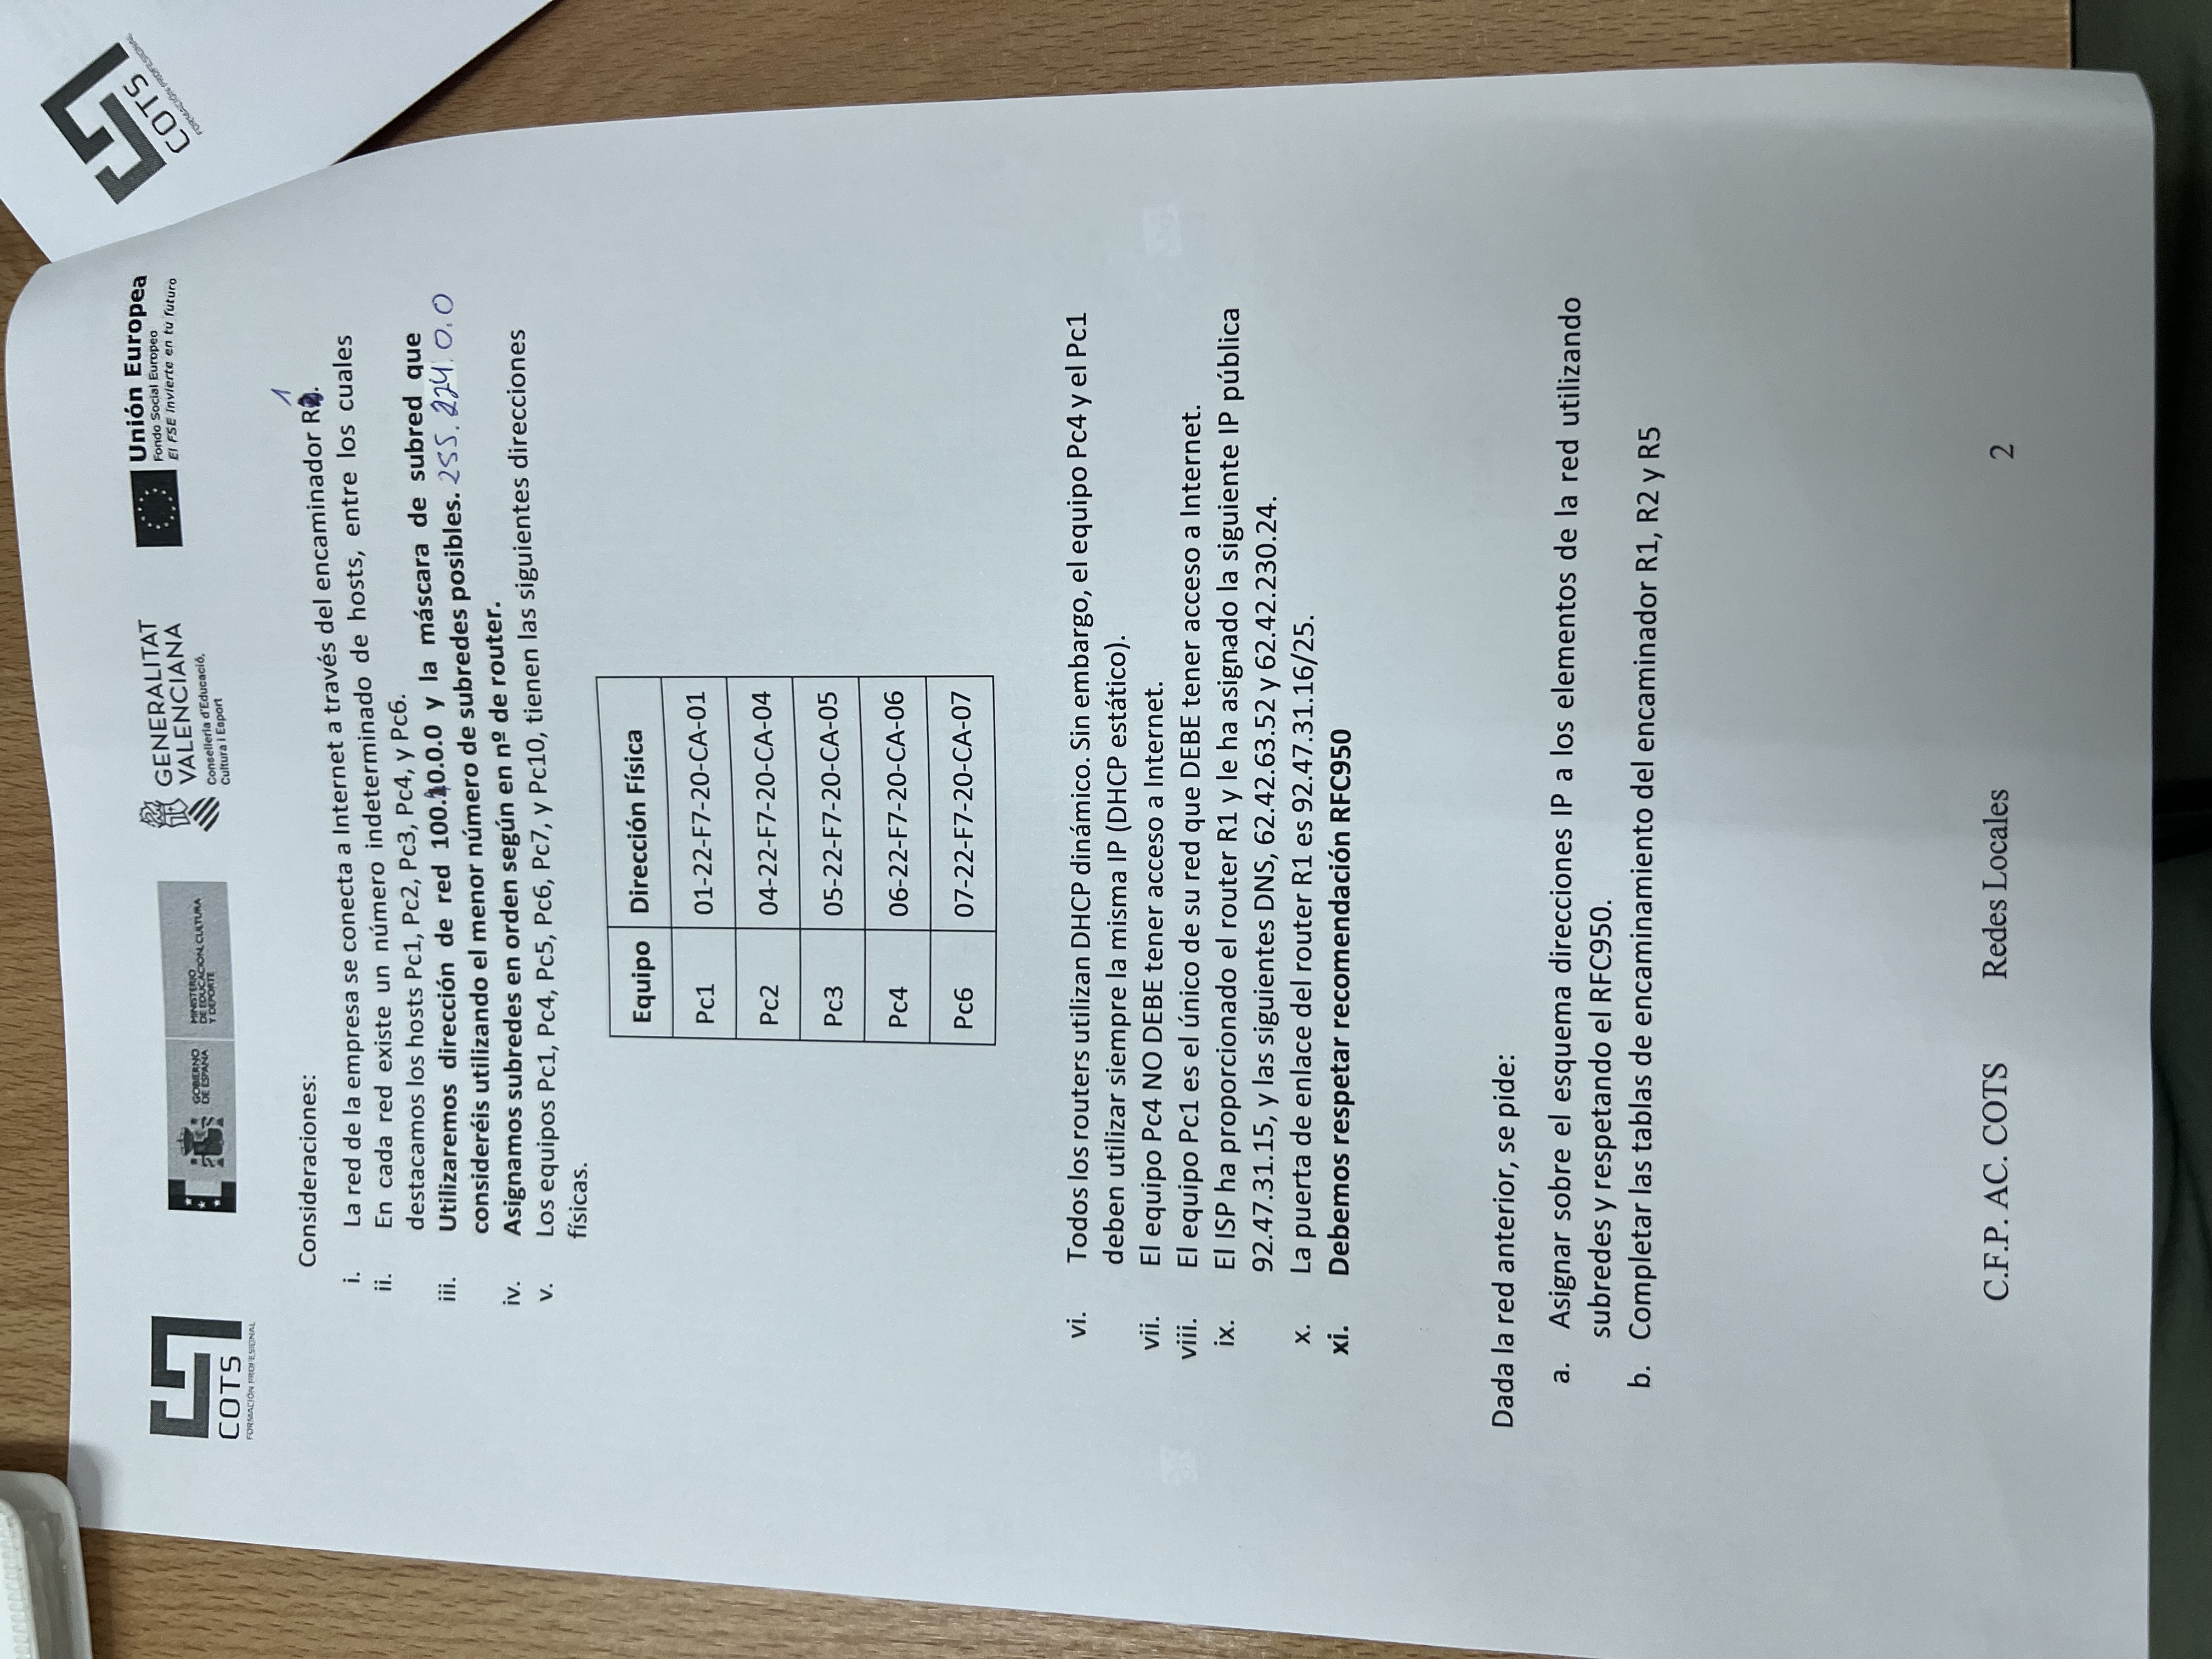 COTS
FORMACIÓN PROFESIONAL
GOBIERNO
DE ESPAÑA
MINISTERIO
DE EDUCACIÓN, CULTURA
Y DEPORTE
GENERALITAT
VALENCIANA
Conselleria d'Educació,
Cultura i Esport
Unión Europea
Fondo Social Europeo
El FSE invierte en tu futuro
COTS
FORMACIÓN PROFESIONAL
Consideraciones:
1
i. La red de la empresa se conecta a Internet a través del encaminador R2.
ii. En cada red existe un número indeterminado de hosts, entre los cuales
destacamos los hosts Pc1, Pc2, Pc3, Pc4, y Pc6.
iii. Utilizaremos dirección de red 100.10.0.0 y la máscara de subred que
consideréis utilizando el menor número de subredes posibles. 255.224.0.0
iv. Asignamos subredes en orden según en nº de router.
v. Los equipos Pc1, Pc4, Pc5, Pc6, Pc7, y Pc10, tienen las siguientes direcciones
físicas.
Equipo Dirección Física
Pc1 01-22-F7-20-CA-01
Pc2 04-22-F7-20-CA-04
Pc3 05-22-F7-20-CA-05
Pc4 06-22-F7-20-CA-06
Pc6 07-22-F7-20-CA-07
vi. Todos los routers utilizan DHCP dinámico. Sin embargo, el equipo Pc4 y el Pc1
deben utilizar siempre la misma IP (DHCP estático).
vii. El equipo Pc4 NO DEBE tener acceso a Internet.
viii. El equipo Pc1 es el único de su red que DEBE tener acceso a Internet.
ix. El ISP ha proporcionado el router R1 y le ha asignado la siguiente IP pública
92.47.31.15, y las siguientes DNS, 62.42.63.52 y 62.42.230.24.
x. La puerta de enlace del router R1 es 92.47.31.16/25.
xi. Debemos respetar recomendación RFC950
Dada la red anterior, se pide:
a. Asignar sobre el esquema direcciones IP a los elementos de la red utilizando
subredes y respetando el RFC950.
b. Completar las tablas de encaminamiento del encaminador R1, R2 y R5
C.F.P. AC. COTS Redes Locales 2